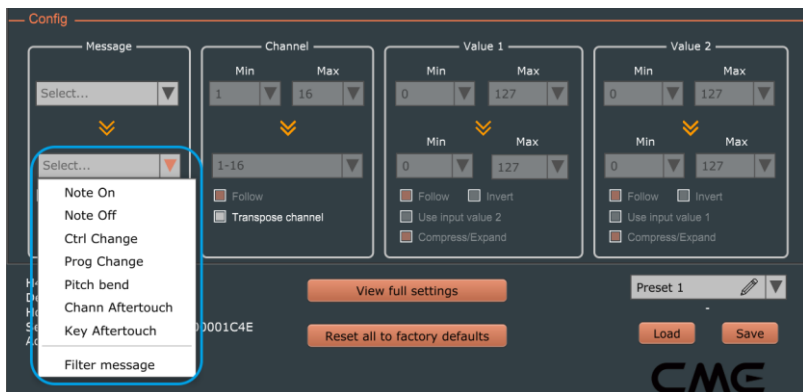 Config
Message
Channel
Value 1
Value 2
Min Max
Min Max
Min Max
Select...
1 16
0 127
0 127
Min Max
Min Max
Select...
1-16
0 127
0 127
Follow
Follow Invert
Follow Invert
Transpose channel
Use input value 2
Use input value 1
Compress/Expand
Compress/Expand
Note On
Note Off
Ctrl Change
Prog Change
Pitch bend
Chann Aftertouch
Key Aftertouch
Filter message
0001C4E
View full settings
Reset all to factory defaults
Preset 1
-
Load Save
CME